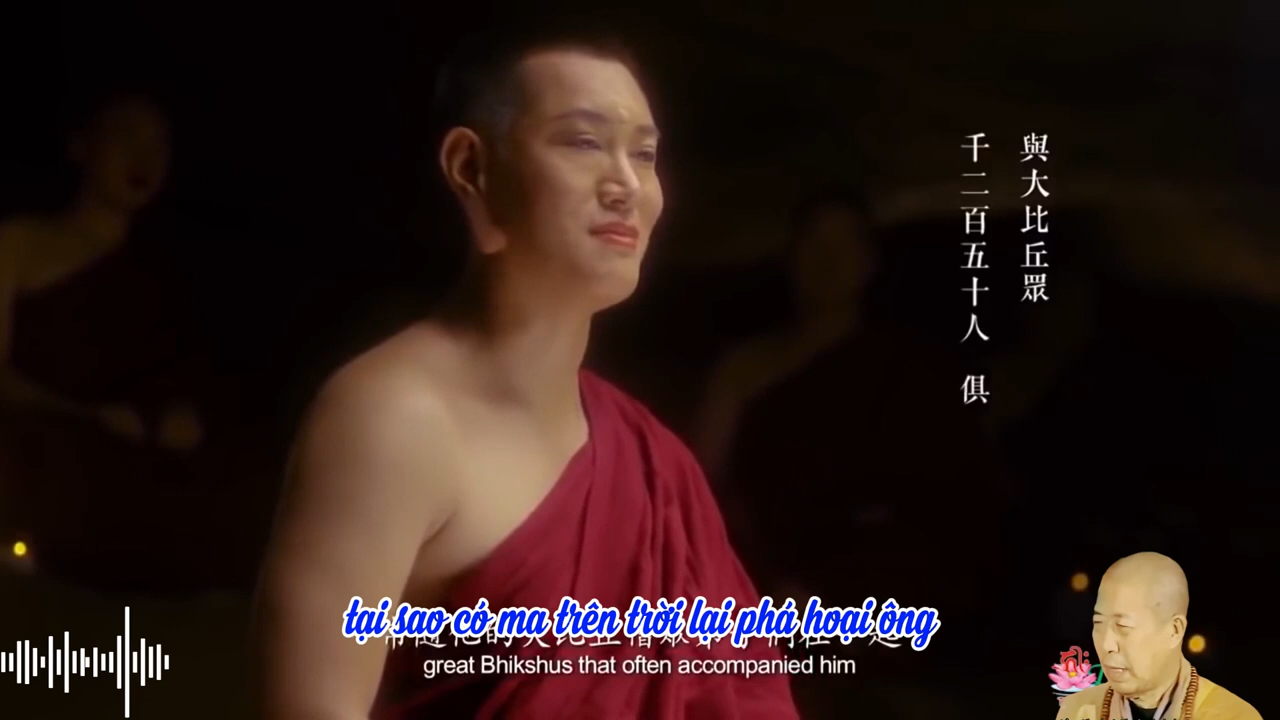 與大比丘眾
千二百五十人 俱
tại sao có ma trên trời lại phá hoại ông
great Bhikshus that often accompanied him